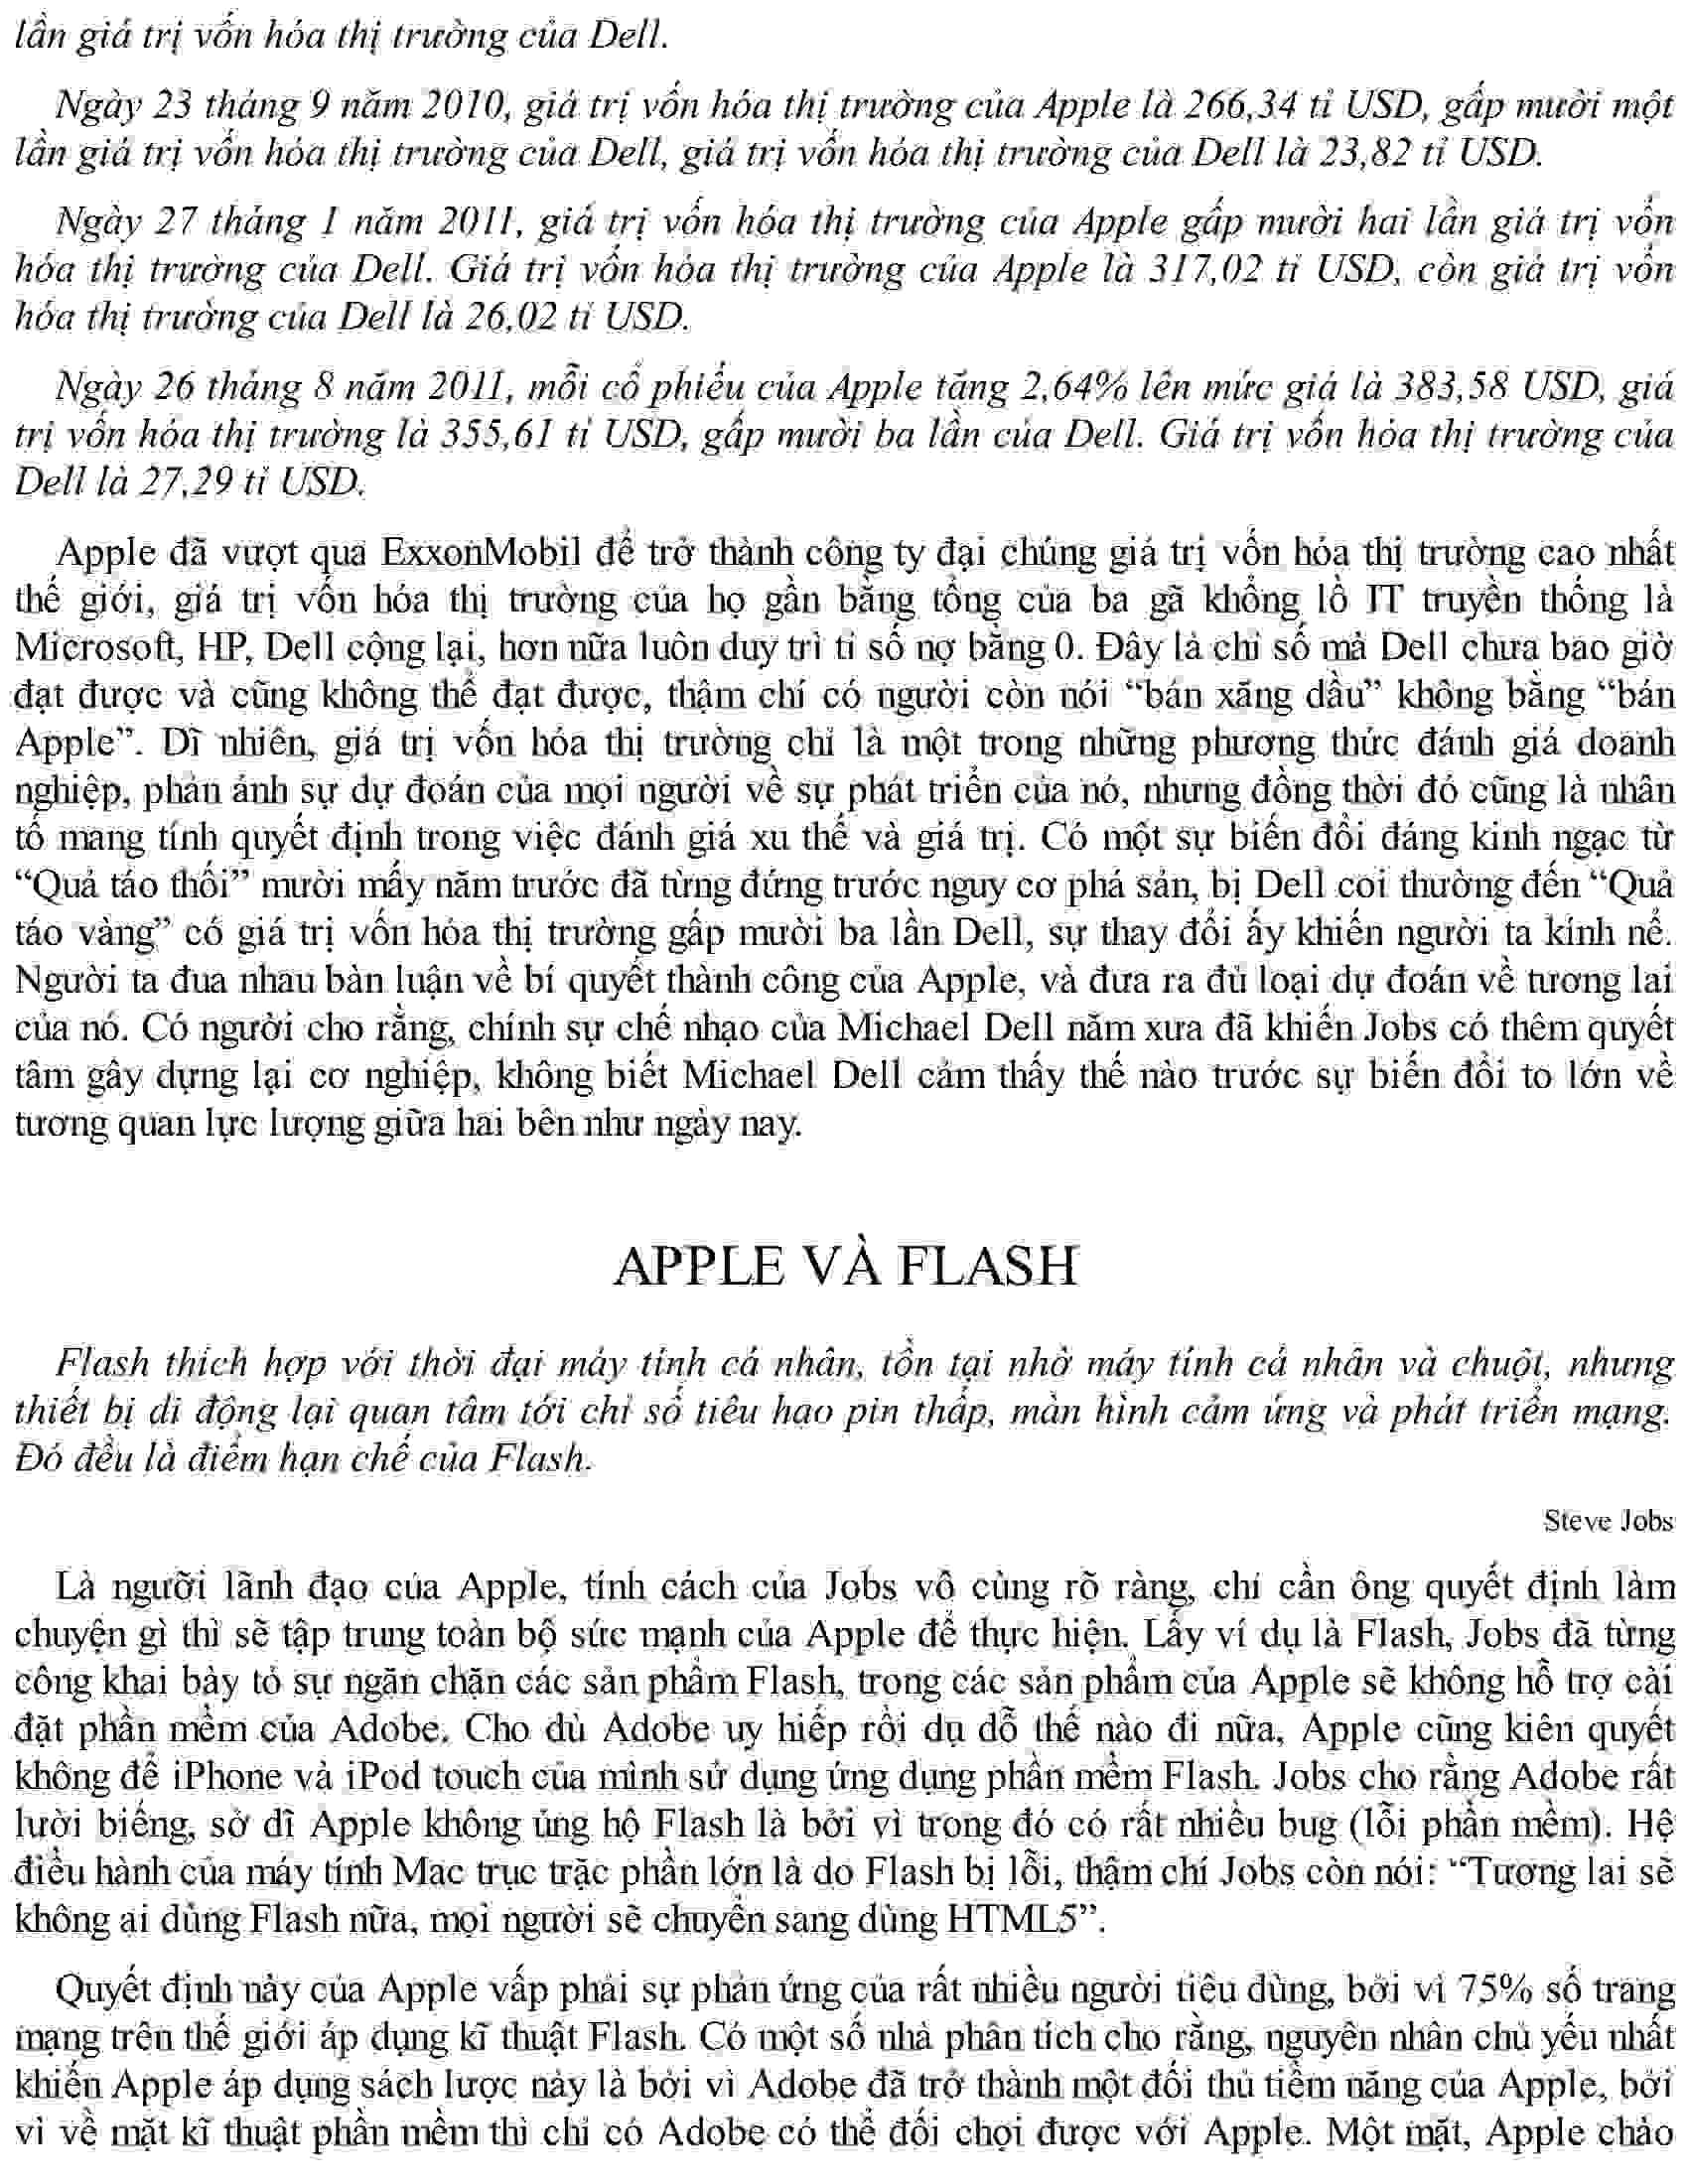 lần giá trị vốn hóa thị trường của Dell.
Ngày 23 tháng 9 năm 2010, giá trị vốn hóa thị trường của Apple là 266,34 tỉ USD, gấp mười một
lần giá trị vốn hóa thị trường của Dell, giá trị vốn hóa thị trường của Dell là 23,82 tỉ USD.
Ngày 27 tháng 1 năm 2011, giá trị vốn hóa thị trường của Apple gấp mười hai lần giá trị vốn
hóa thị trường của Dell. Giá trị vốn hóa thị trường của Apple là 317,02 tỉ USD, còn giá trị vốn
hóa thị trường của Dell là 26,02 tỉ USD.
Ngày 26 tháng 8 năm 2011, mỗi cổ phiếu của Apple tăng 2,64% lên mức giá là 383,58 USD, giá
trị vốn hóa thị trường là 355,61 tỉ USD, gấp mười ba lần của Dell. Giá trị vốn hóa thị trường của
Dell là 27,29 tỉ USD.
Apple đã vượt qua ExxonMobil để trở thành công ty đại chúng giá trị vốn hóa thị trường cao nhất
thế giới, giá trị vốn hóa thị trường của họ gần bằng tổng của ba gã khổng lồ IT truyền thống là
Microsoft, HP, Dell cộng lại, hơn nữa luôn duy trì tỉ số nợ bằng 0. Đây là chỉ số mà Dell chưa bao giờ
đạt được và cũng không thể đạt được, thậm chí có người còn nói “bán xăng dầu” không bằng “bán
Apple”. Dĩ nhiên, giá trị vốn hóa thị trường chỉ là một trong những phương thức đánh giá doanh
nghiệp, phản ánh sự dự đoán của mọi người về sự phát triển của nó, nhưng đồng thời đó cũng là nhân
tố mang tính quyết định trong việc đánh giá xu thế và giá trị. Có một sự biến đổi đáng kinh ngạc từ
“Quả táo thối” mười mấy năm trước đã từng đứng trước nguy cơ phá sản, bị Dell coi thường đến “Quả
táo vàng” có giá trị vốn hóa thị trường gấp mười ba lần Dell, sự thay đổi ấy khiến người ta kính nể.
Người ta đua nhau bàn luận về bí quyết thành công của Apple, và đưa ra đủ loại dự đoán về tương lai
của nó. Có người cho rằng, chính sự chế nhạo của Michael Dell năm xưa đã khiến Jobs có thêm quyết
tâm gây dựng lại cơ nghiệp, không biết Michael Dell cảm thấy thế nào trước sự biến đổi to lớn về
tương quan lực lượng giữa hai bên như ngày nay.
APPLE VÀ FLASH
Flash thích hợp với thời đại máy tính cá nhân, tồn tại nhờ máy tính cá nhân và chuột, nhưng
thiết bị di động lại quan tâm tới chỉ số tiêu hao pin thấp, màn hình cảm ứng và phát triển mạng.
Đó đều là điểm hạn chế của Flash.
Steve Jobs
Là người lãnh đạo của Apple, tính cách của Jobs vô cùng rõ ràng, chỉ cần ông quyết định làm
chuyện gì thì sẽ tập trung toàn bộ sức mạnh của Apple để thực hiện. Lấy ví dụ là Flash, Jobs đã từng
công khai bày tỏ sự ngăn chặn các sản phẩm Flash, trong các sản phẩm của Apple sẽ không hỗ trợ cài
đặt phần mềm của Adobe. Cho dù Adobe uy hiếp rồi dụ dỗ thế nào đi nữa, Apple cũng kiên quyết
không để iPhone và iPod touch của mình sử dụng ứng dụng phần mềm Flash. Jobs cho rằng Adobe rất
lười biếng, sở dĩ Apple không ủng hộ Flash là bởi vì trong đó có rất nhiều bug (lỗi phần mềm). Hệ
điều hành của máy tính Mac trục trặc phần lớn là do Flash bị lỗi, thậm chí Jobs còn nói: “Tương lai sẽ
không ai dùng Flash nữa, mọi người sẽ chuyển sang dùng HTML5”.
Quyết định này của Apple vấp phải sự phản ứng của rất nhiều người tiêu dùng, bởi vì 75% số trang
mạng trên thế giới áp dụng kĩ thuật Flash. Có một số nhà phân tích cho rằng, nguyên nhân chủ yếu nhất
khiến Apple áp dụng sách lược này là bởi vì Adobe đã trở thành một đối thủ tiềm năng của Apple, bởi
vì về mặt kĩ thuật phần mềm thì chỉ có Adobe có thể đối chọi được với Apple. Một mặt, Apple chào